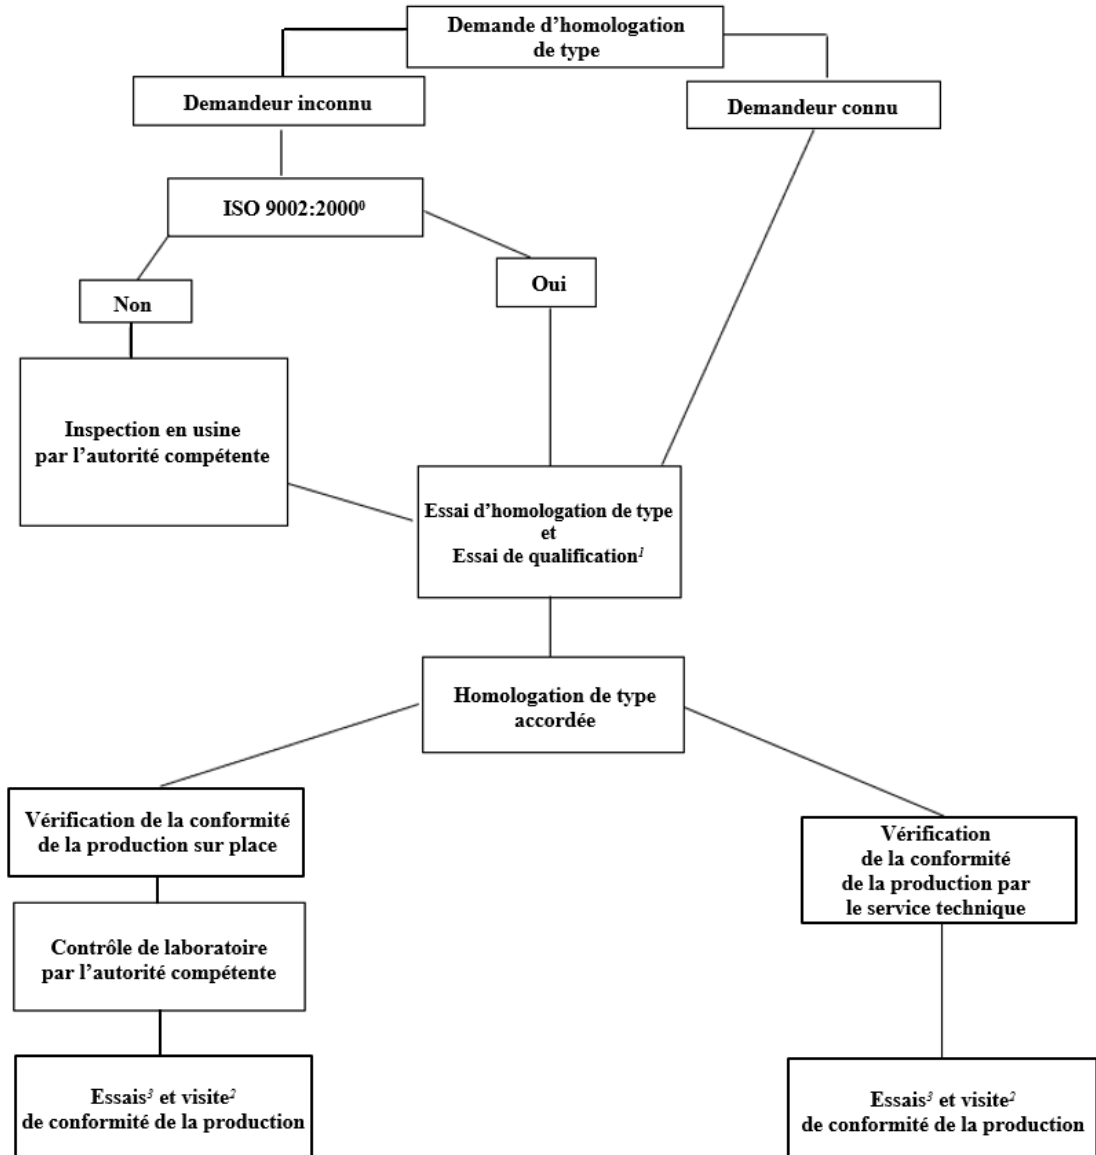 Demande d’homologation
de type
Demandeur inconnu
Demandeur connu
ISO 9002:2000⁰
Oui
Non
Inspection en usine
par l’autorité compétente
Essai d’homologation de type
et
Essai de qualification¹
Homologation de type
accordée
Vérification de la conformité
de la production sur place
Vérification
de la conformité
de la production par
le service technique
Contrôle de laboratoire
par l’autorité compétente
Essais³ et visite²
de conformité de la production
Essais³ et visite²
de conformité de la production